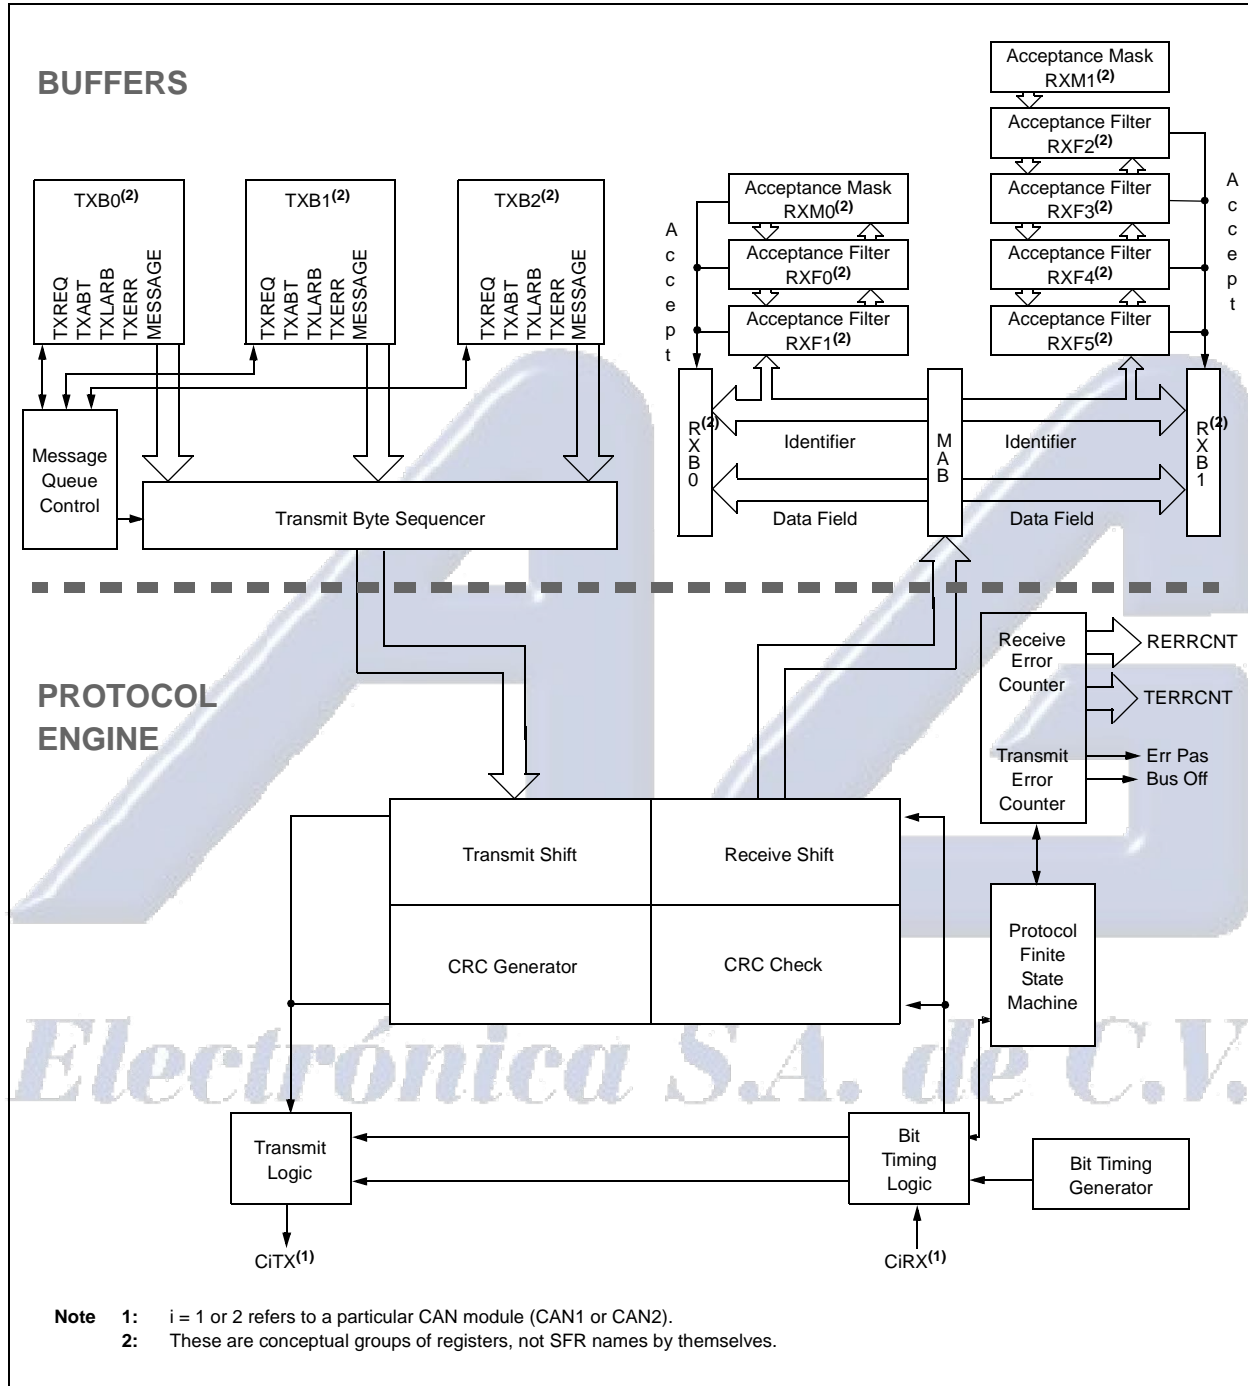 BUFFERS
TXB0(2)
TXREQ
TXABT
TXLARB
TXERR
MESSAGE
TXB1(2)
TXREQ
TXABT
TXLARB
TXERR
MESSAGE
TXB2(2)
TXREQ
TXABT
TXLARB
TXERR
MESSAGE
Message
Queue
Control
Transmit Byte Sequencer
Accept
Acceptance Mask
RXM0(2)
Acceptance Filter
RXF0(2)
Acceptance Filter
RXF1(2)
Acceptance Mask
RXM1(2)
Acceptance Filter
RXF2(2)
Acceptance Filter
RXF3(2)
Acceptance Filter
RXF4(2)
Acceptance Filter
RXF5(2)
Accept
RXB0(2)
Identifier
Data Field
MAB
Identifier
Data Field
RXB1(2)
PROTOCOL
ENGINE
Receive
Error
Counter
Transmit
Error
Counter
RERRCNT
TERRCNT
Err Pas
Bus Off
Transmit Shift
Receive Shift
CRC Generator
CRC Check
Protocol
Finite
State
Machine
Electrónica S.A. de C.V.
Transmit
Logic
Bit
Timing
Logic
Bit Timing
Generator
CiTX(1)
CiRX(1)
Note 1: i = 1 or 2 refers to a particular CAN module (CAN1 or CAN2).
2: These are conceptual groups of registers, not SFR names by themselves.